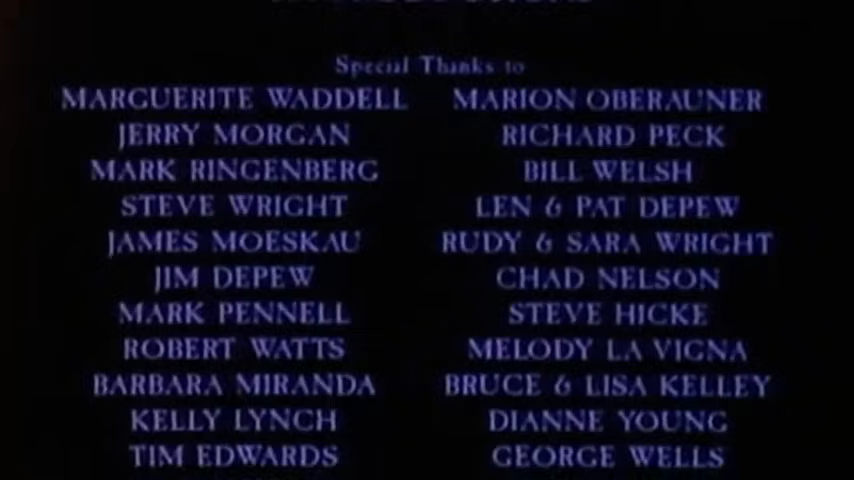 Special Thanks to
MARGUERITE WADDELL MARION OBERAUNER
JERRY MORGAN RICHARD PECK
MARK RINGENBERG BILL WELSH
STEVE WRIGHT LEN & PAT DEPEW
JAMES MOESKAU RUDY & SARA WRIGHT
JIM DEPEW CHAD NELSON
MARK PENNELL STEVE HICKE
ROBERT WATTS MELODY LA VIGNA
BARBARA MIRANDA BRUCE & LISA KELLEY
KELLY LYNCH DIANNE YOUNG
TIM EDWARDS GEORGE WELLS